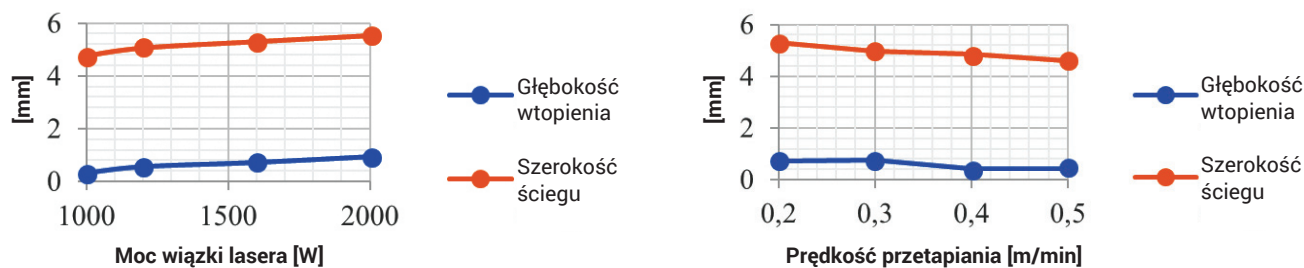 6
4
2
0
[mm]
1000 1500 2000
Moc wiązki lasera [W]
Głębokość
wtopienia
Szerokość
ściegu
6
4
2
0
[mm]
0,2 0,3 0,4 0,5
Prędkość przetapiania [m/min]
Głębokość
wtopienia
Szerokość
ściegu